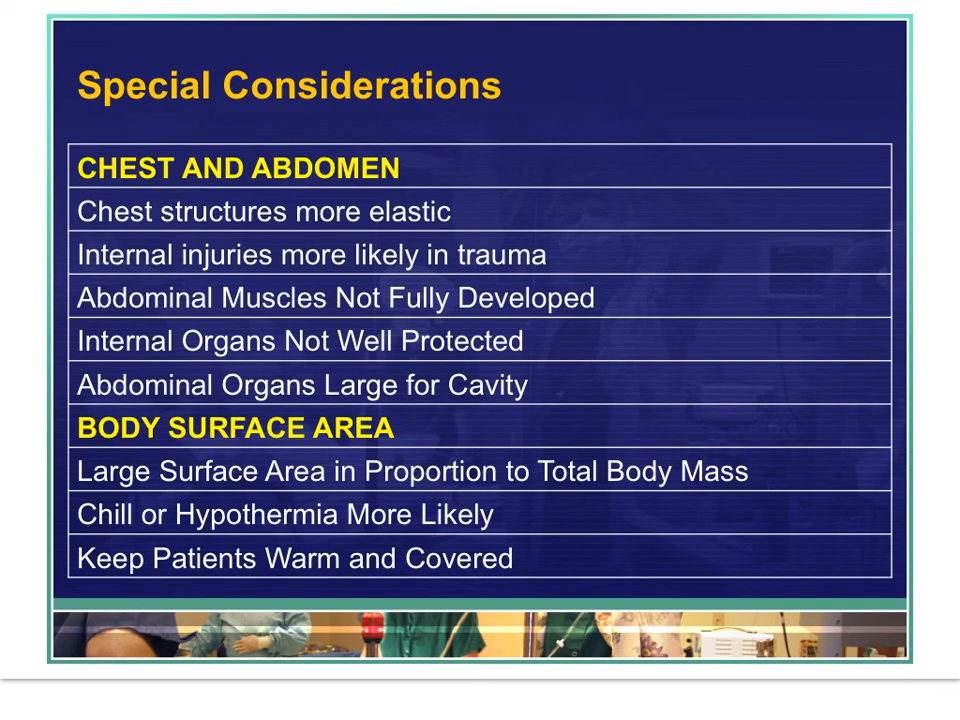 Special Considerations
CHEST AND ABDOMEN
Chest structures more elastic
Internal injuries more likely in trauma
Abdominal Muscles Not Fully Developed
Internal Organs Not Well Protected
Abdominal Organs Large for Cavity
BODY SURFACE AREA
Large Surface Area in Proportion to Total Body Mass
Chill or Hypothermia More Likely
Keep Patients Warm and Covered